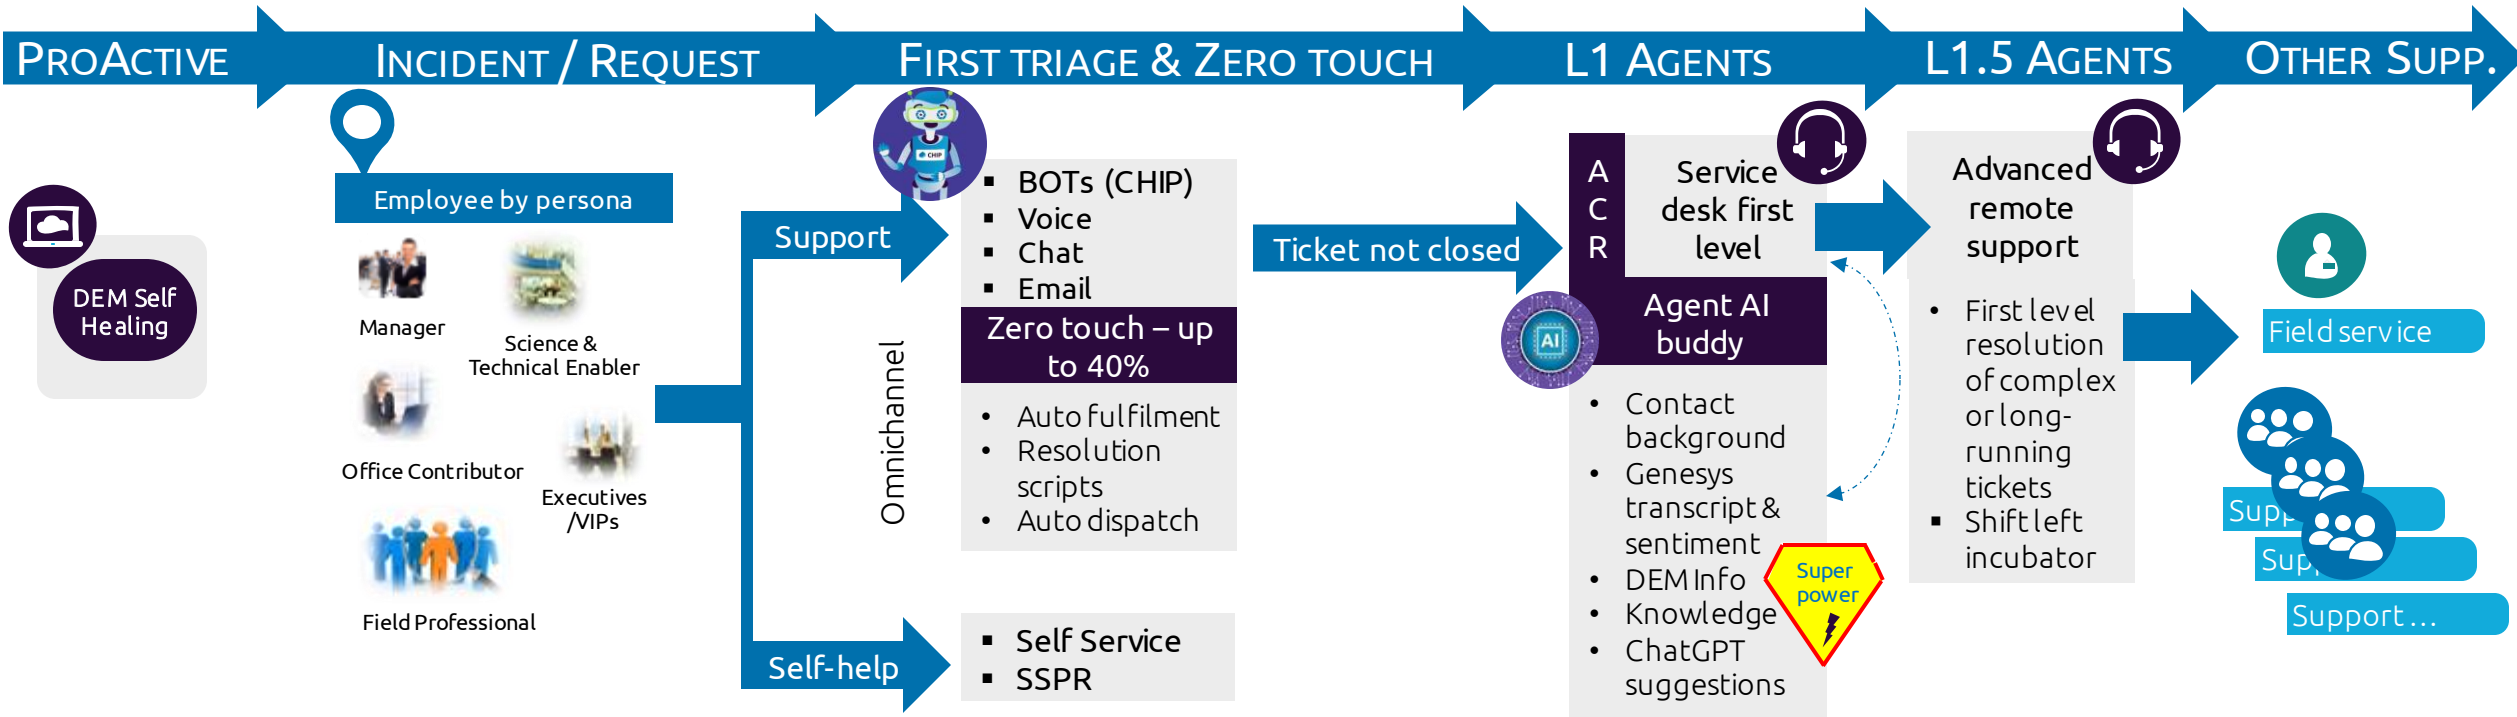 PROACTIVE
INCIDENT / REQUEST
FIRST TRIAGE & ZERO TOUCH
L1 AGENTS
L1.5 AGENTS
OTHER SUPP.
DEM Self
Healing
Employee by persona
Manager
Science &
Technical Enabler
Office Contributor
Executives
/VIPs
Field Professional
Support
Self-help
Omnichannel
CHIP
▪ BOTs (CHIP)
▪ Voice
▪ Chat
▪ Email
Zero touch – up
to 40%
• Auto fulfilment
• Resolution
scripts
• Auto dispatch
▪ Self Service
▪ SSPR
Ticket not closed
A
C
R
Service
desk first
level
AI
Agent AI
buddy
• Contact
background
• Genesys
transcript &
sentiment
• DEM Info
• Knowledge
• ChatGPT
suggestions
Super
power
Advanced
remote
support
• First level
resolution
of complex
or long-
running
tickets
▪ Shift left
incubator
Field service
Supp
Sup
Support ...